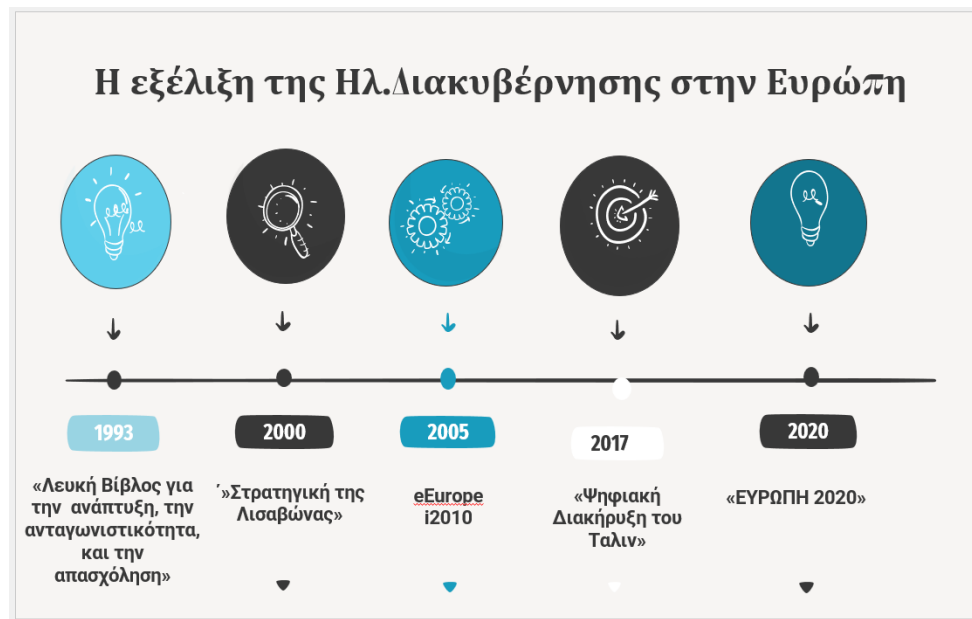 Η εξέλιξη της Ηλ.Διακυβέρνησης στην Ευρώπη
1993
«Λευκή Βίβλος για
την ανάπτυξη, την
ανταγωνιστικότητα,
και την
απασχόληση»
2000
΄»Στρατηγική της
Λισαβώνας»
2005
eEurope
i2010
2017
«Ψηφιακή
Διακήρυξη του
Ταλιν»
2020
«ΕΥΡΩΠΗ 2020»